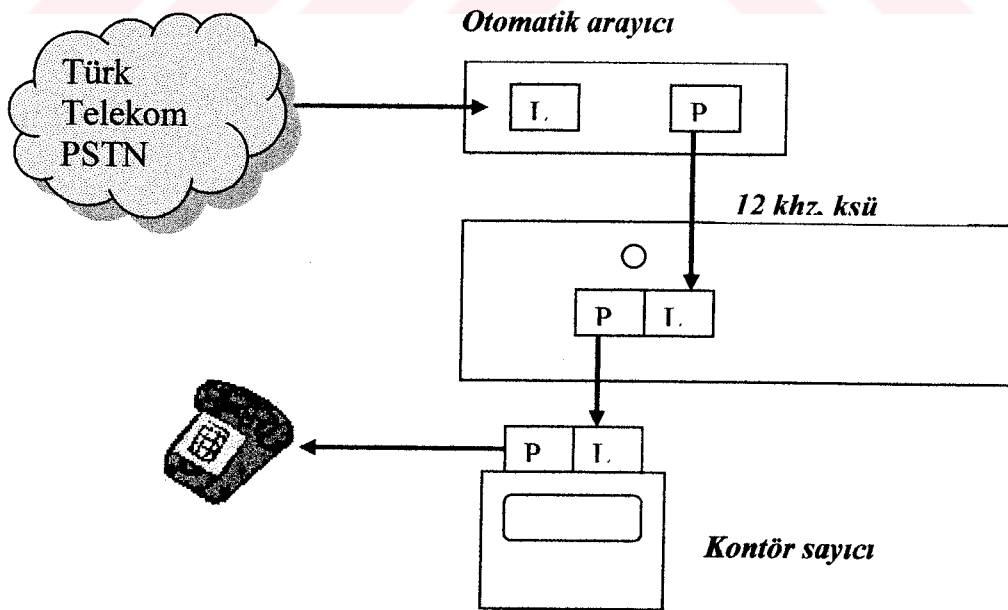 Otomatik arayıcı
Türk
Telekom
PSTN
L P
12 khz. ksü
P L
P L
Kontör sayıcı